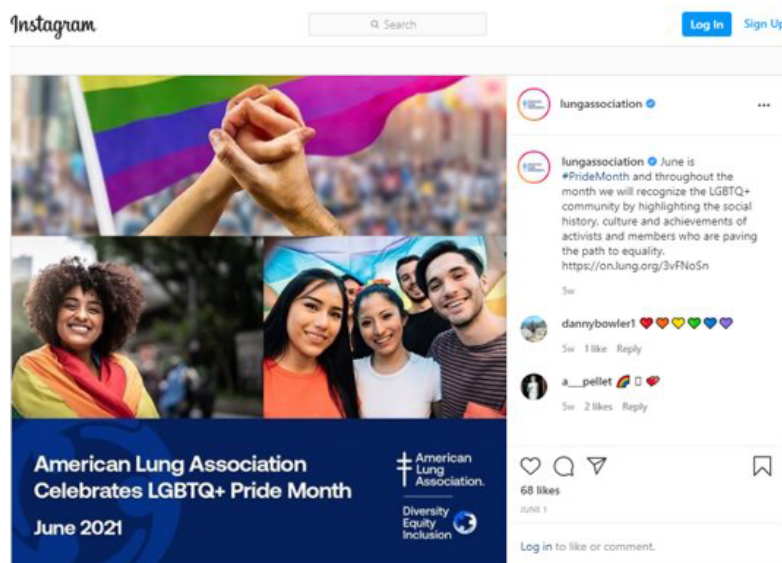 Instagram
Search
Log In
Sign Up
lungassociation
lungassociation June is
#PrideMonth and throughout the
month we will recognize the LGBTQ+
community by highlighting the social
history, culture and achievements of
activists and members who are paving
the path to equality.
https://on.lung.org/3vFNoSn
5w
dannybowler1 ❤️🧡💛💚💙💜
5w 1 like Reply
a___pellet 🌈 💕
5w 2 likes Reply
American Lung Association
Celebrates LGBTQ+ Pride Month
June 2021
American
Lung
Association.
Diversity
Equity
Inclusion
68 likes
JUNE 1
Log in to like or comment.